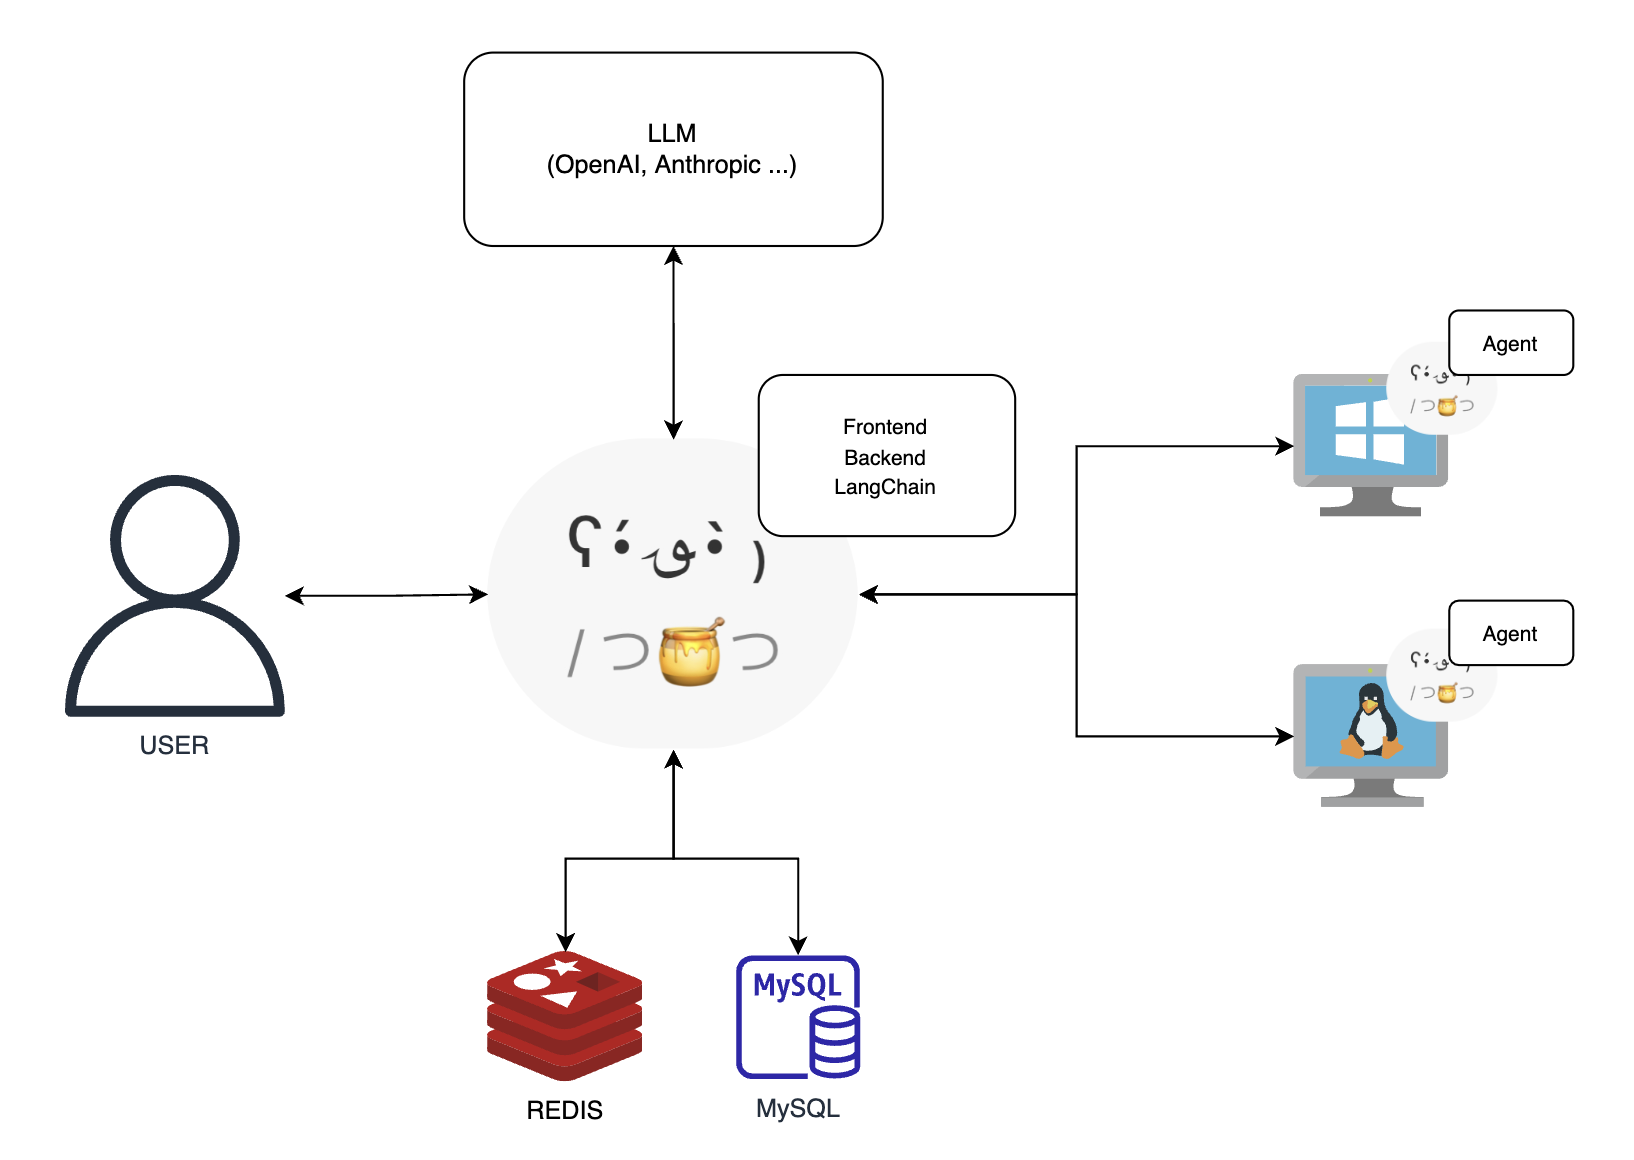 LLM
(OpenAI, Anthropic ...)
Agent
Frontend
Backend
LangChain
ʕ•́ق•̀ )
/つ🍯つ
USER
Agent
MySQL
REDIS
MySQL